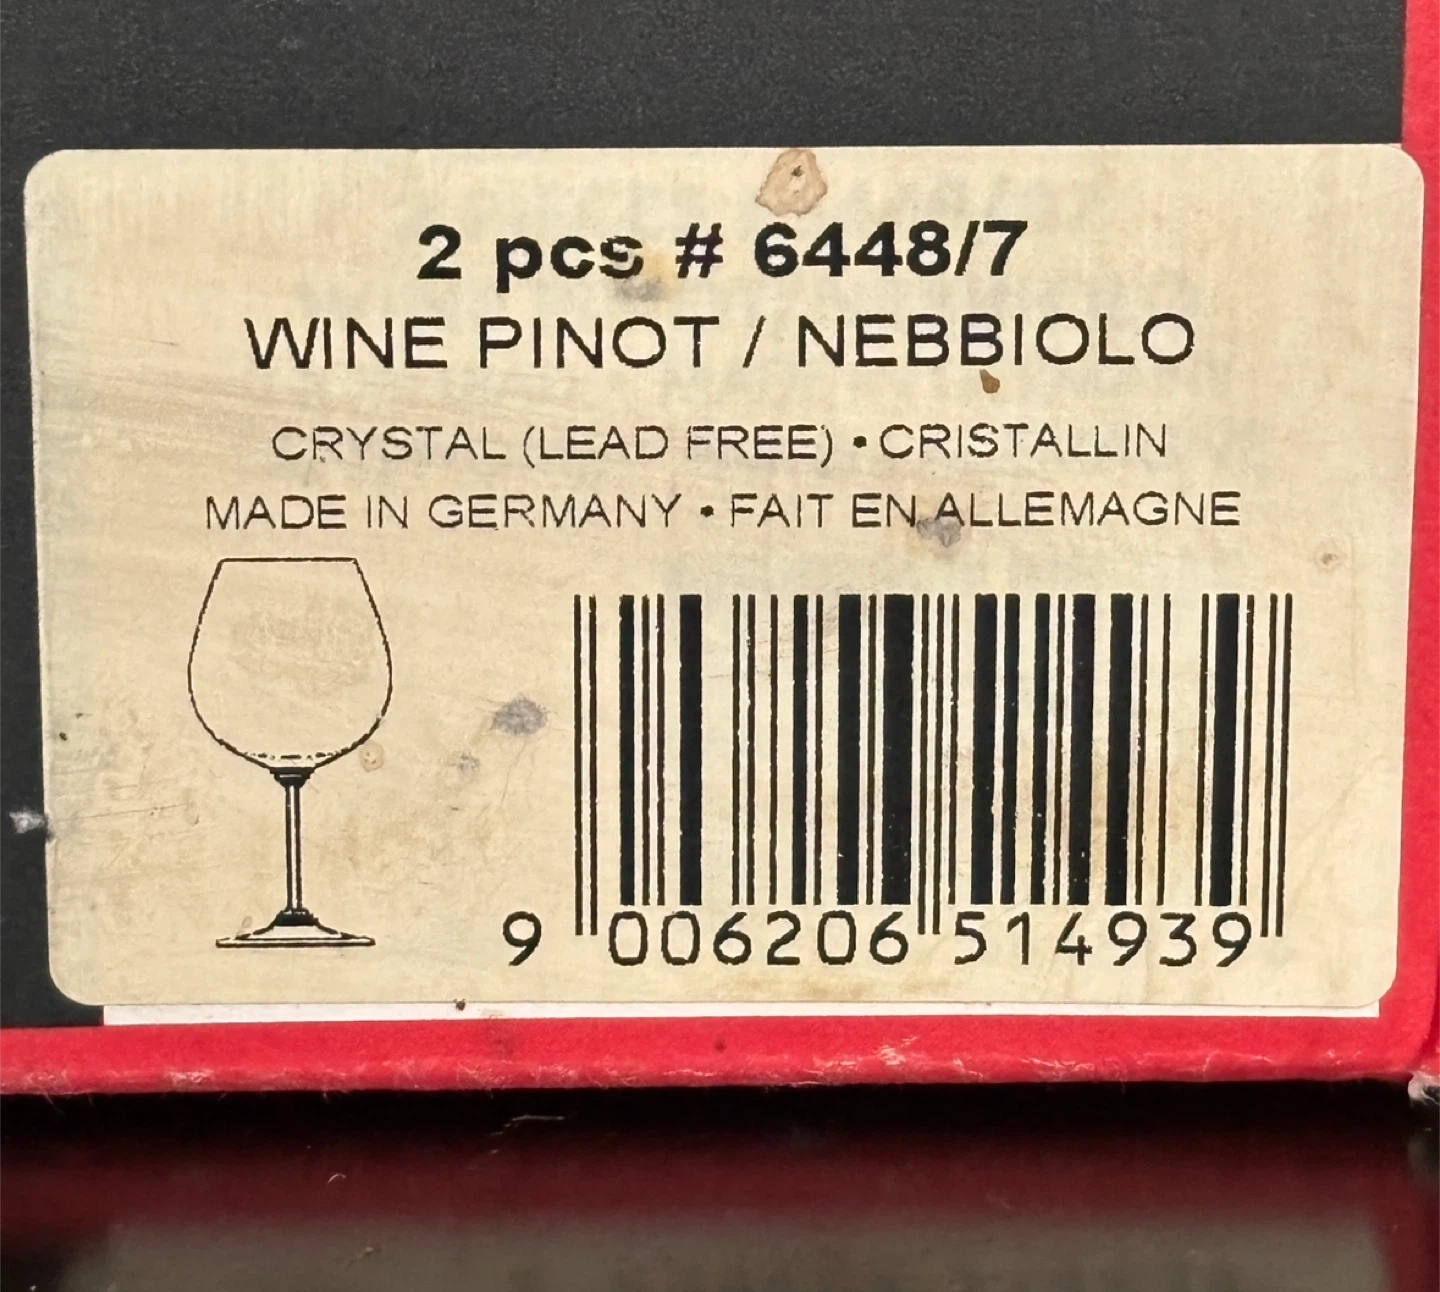 2 pcs # 6448/7
WINE PINOT / NEBBIOLO
CRYSTAL (LEAD FREE) • CRISTALLIN
MADE IN GERMANY • FAIT EN ALLEMAGNE
9 006206 514939